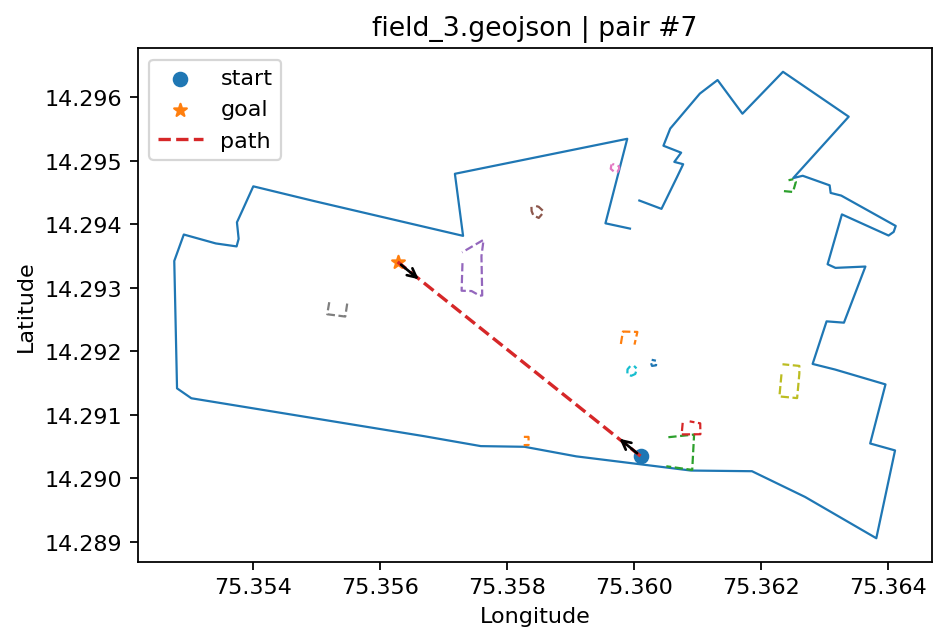 field_3.geojson | pair #7
start
goal
path
14.296
14.295
14.294
14.293
14.292
14.291
14.290
14.289
Latitude
75.354 75.356 75.358 75.360 75.362 75.364
Longitude